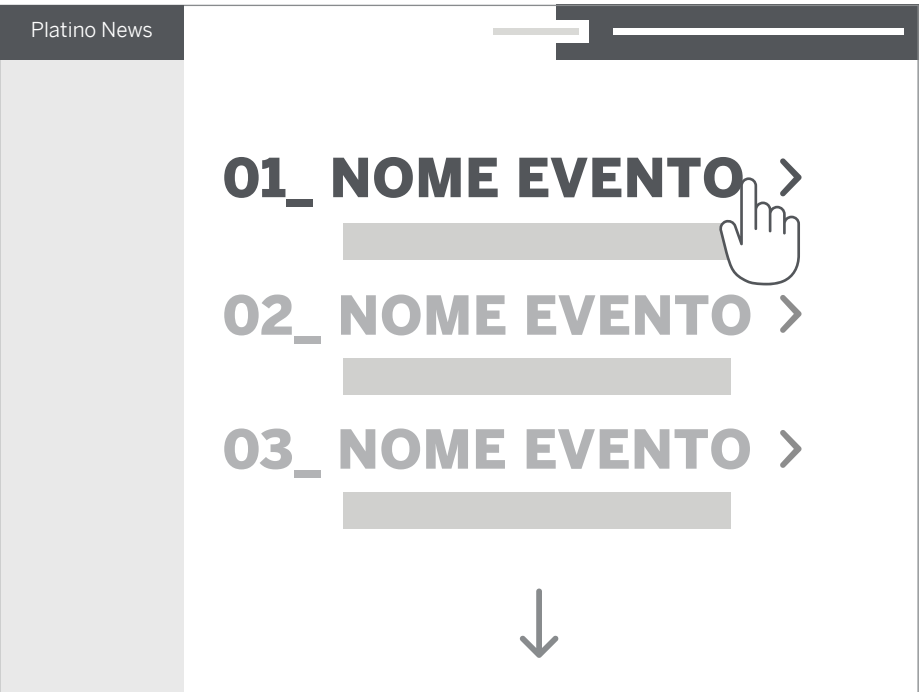 Platino News
01_ NOME EVENTO
02_ NOME EVENTO
03_ NOME EVENTO